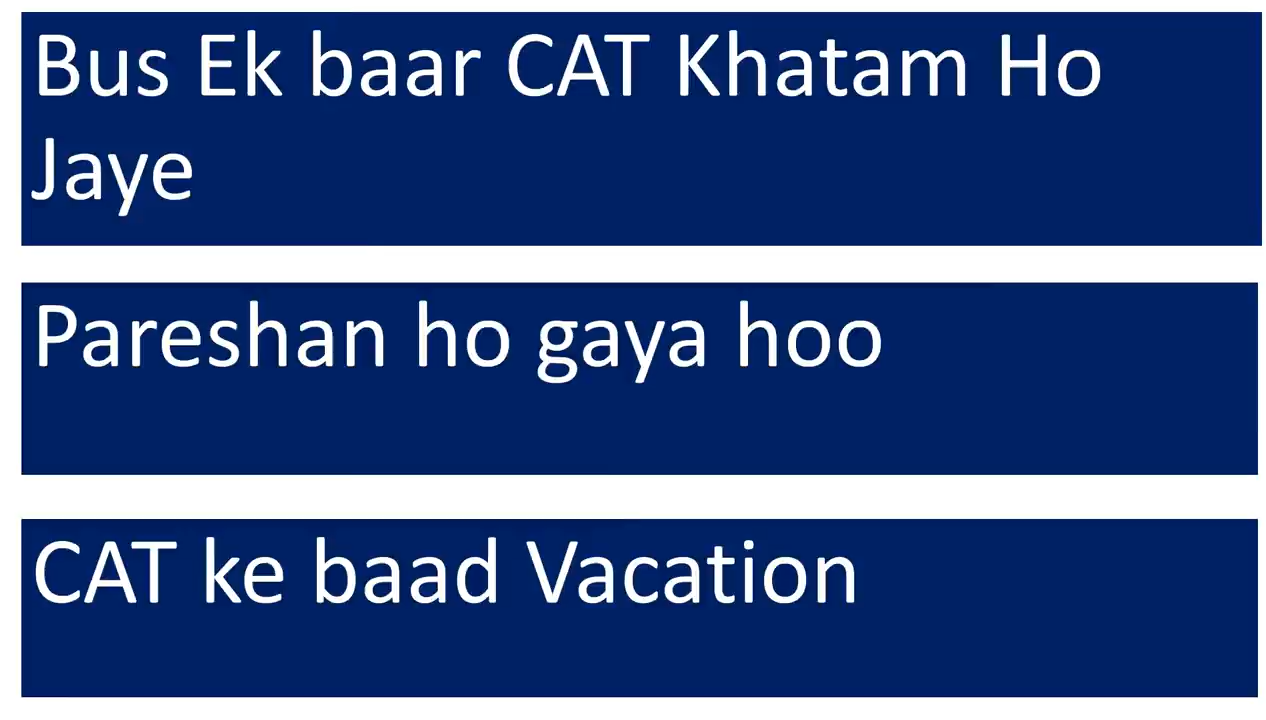 Bus Ek baar CAT Khatam Ho
Jaye
Pareshan ho gaya hoo
CAT ke baad Vacation